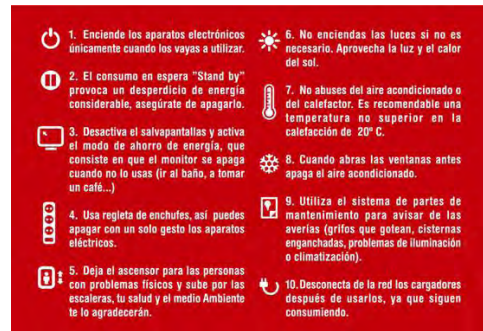 1. Enciende los aparatos electrónicos
únicamente cuando los vayas a utilizar.
2. El consumo en espera "Stand by"
provoca un desperdicio de energía
considerable, asegúrate de apagarlo.
3. Desactiva el salvapantallas y activa
el modo de ahorro de energía, que
consiste en que el monitor se apaga
cuando no lo usas (ir al baño, a tomar
un café...)
4. Usa regleta de enchufes, así puedes
apagar con un solo gesto los aparatos
eléctricos.
5. Deja el ascensor para las personas
con problemas físicos y sube por las
escaleras, tu salud y el medio Ambiente
te lo agradecerán.
6. No enciendas las luces si no es
necesario. Aprovecha la luz y el calor
del sol.
7. No abuses del aire acondicionado o
del calefactor. Es recomendable una
temperatura no superior en la
calefacción de 20º C.
8. Cuando abras las ventanas antes
apaga el aire acondicionado.
9. Utiliza el sistema de partes de
mantenimiento para avisar de las
averías (grifos que gotean, cisternas
enganchadas, problemas de iluminación
o climatización).
10.Desconecta de la red los cargadores
después de usarlos, ya que siguen
consumiendo.